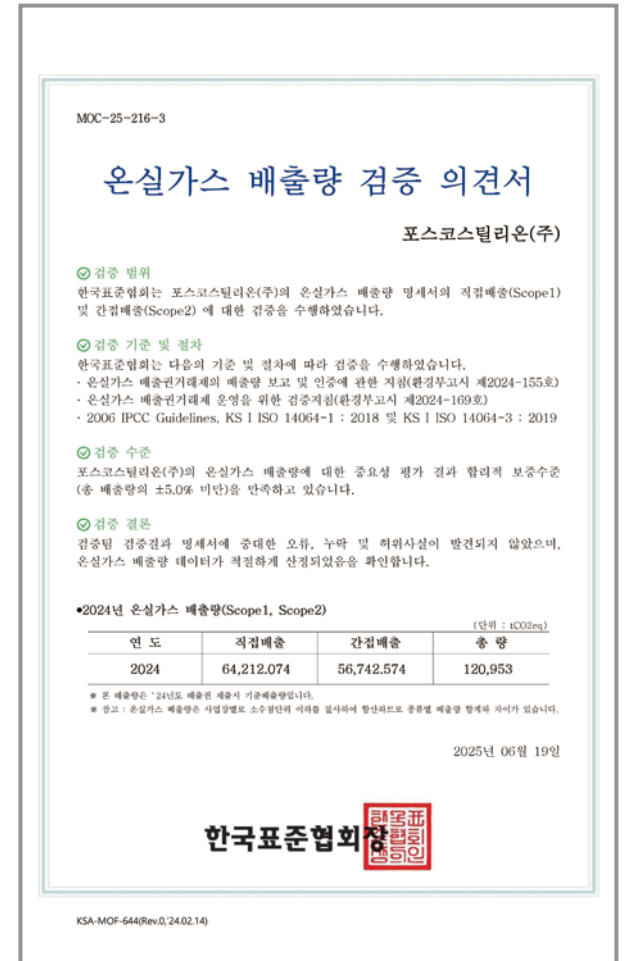 MOC-25-216-3
온실가스 배출량 검증 의견서
포스코스틸리온(주)
검증 범위
한국표준협회는 포스코스틸리온(주)의 온실가스 배출량 명세서의 직접배출(Scope1)
및 간접배출(Scope2) 에 대한 검증을 수행하였습니다.
검증 기준 및 절차
한국표준협회는 다음의 기준 및 절차에 따라 검증을 수행하였습니다.
· 온실가스 배출권거래제의 배출량 보고 및 인증에 관한 지침(환경부고시 제2024-155호)
· 온실가스 배출권거래제 운영을 위한 검증지침(환경부고시 제2024-169호)
· 2006 IPCC Guidelines, KS I ISO 14064-1 : 2018 및 KS I ISO 14064-3 : 2019
검증 수준
포스코스틸리온(주)의 온실가스 배출량에 대한 중요성 평가 결과 합리적 보증수준
(총 배출량의 ±5.0% 미만)을 만족하고 있습니다.
검증 결론
검증팀 검증결과 명세서에 중대한 오류, 누락 및 허위사실이 발견되지 않았으며,
온실가스 배출량 데이터가 적절하게 산정되었음을 확인합니다.
•2024년 온실가스 배출량(Scope1, Scope2)
(단위 : tCO2eq)
연 도 직접배출 간접배출 총 량
2024 64,212.074 56,742.574 120,953
※ 본 배출량은 `24년도 배출권 제출시 기준배출량입니다.
※ 참고 : 온실가스 배출량은 사업장별로 소수점단위 이하를 절사하여 합산하므로 종류별 배출량 합계와 차이가 있습니다.
2025년 06월 19일
한국표준협회장
KSA-MOF-644(Rev.0,'24.02.14)